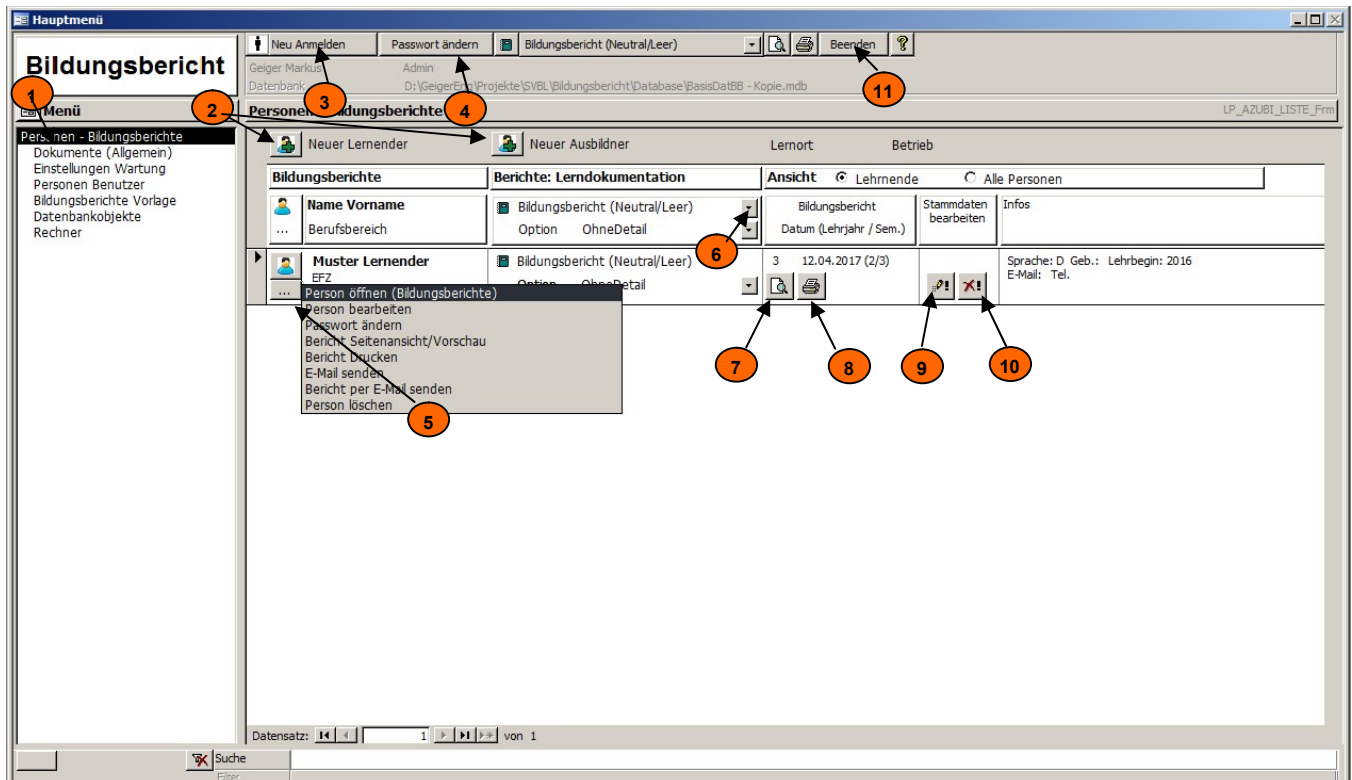 Hauptmenü
Bildungsbericht
Neu Anmelden Passwort ändern Bildungsbericht (Neutral/Leer) Beenden
Geiger Markus Admin
Datenbank D:\GeigerEng\Projekte\SVBL\Bildungsbericht\Database\BasisDatBB - Kopie.mdb
1
2
3
4
11
Menü
Personen - Bildungsberichte LP_AZUBI_LISTE_Frm
Personen - Bildungsberichte
Dokumente (Allgemein)
Einstellungen Wartung
Personen Benutzer
Bildungsberichte Vorlage
Datenbankobjekte
Rechner
Neuer Lernender Neuer Ausbildner Lernort Betrieb
Bildungsberichte Berichte: Lerndokumentation Ansicht Lehrnende Alle Personen
Name Vorname Bildungsbericht (Neutral/Leer) Bildungsbericht Stammdaten bearbeiten Infos
... Berufsbereich Option OhneDetail Datum (Lehrjahr / Sem.)
6
Muster Lernender Bildungsbericht (Neutral/Leer) 3 12.04.2017 (2/3) Sprache: D Geb.: Lehrbegin: 2016
EFZ Option OhneDetail E-Mail: Tel.
...
Person öffnen (Bildungsberichte)
Person bearbeiten
Passwort ändern
Bericht Seitenansicht/Vorschau
Bericht Drucken
E-Mail senden
Bericht per E-Mail senden
Person löschen
7
8
9
10
5
Datensatz: 1 von 1
Suche
Filter